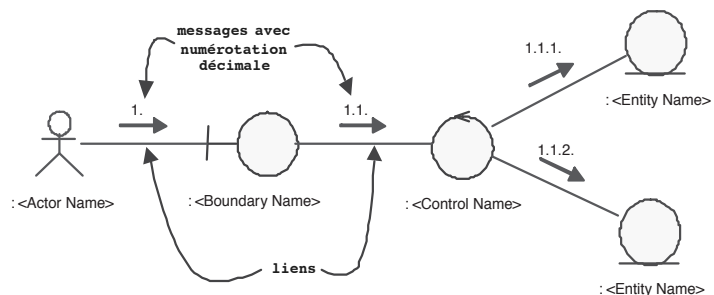 messages avec
numérotation
décimale
1.
1.1.
1.1.1.
1.1.2.
: <Actor Name>
: <Boundary Name>
: <Control Name>
: <Entity Name>
: <Entity Name>
liens